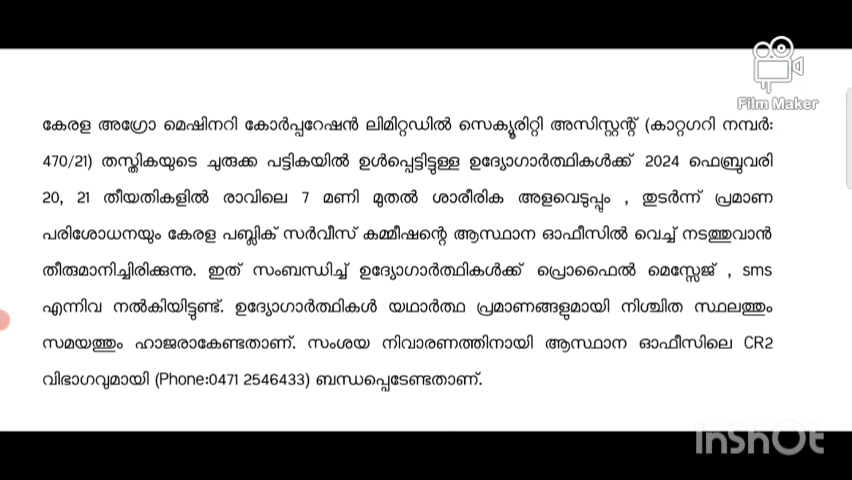 Film Maker
കേരള അഗ്രോ മെഷിനറി കോർപ്പറേഷൻ ലിമിറ്റഡിൽ സെക്യൂരിറ്റി അസിസ്റ്റന്റ് (കാറ്റഗറി നമ്പർ:
470/21) തസ്തികയുടെ ചുരുക്ക പട്ടികയിൽ ഉൾപ്പെട്ടിട്ടുള്ള ഉദ്യോഗാർത്ഥികൾക്ക് 2024 ഫെബ്രുവരി
20, 21 തീയതികളിൽ രാവിലെ 7 മണി മുതൽ ശാരീരിക അളവെടുപ്പും , തുടർന്ന് പ്രമാണ
പരിശോധനയും കേരള പബ്ലിക് സർവീസ് കമ്മീഷന്റെ ആസ്ഥാന ഓഫീസിൽ വെച്ച് നടത്തുവാൻ
തീരുമാനിച്ചിരിക്കുന്നു. ഇത് സംബന്ധിച്ച് ഉദ്യോഗാർത്ഥികൾക്ക് പ്രൊഫൈൽ മെസ്സേജ് , sms
എന്നിവ നൽകിയിട്ടുണ്ട്. ഉദ്യോഗാർത്ഥികൾ യഥാർത്ഥ പ്രമാണങ്ങളുമായി നിശ്ചിത സ്ഥലത്തും
സമയത്തും ഹാജരാകേണ്ടതാണ്. സംശയ നിവാരണത്തിനായി ആസ്ഥാന ഓഫീസിലെ CR2
വിഭാഗവുമായി (Phone:0471 2546433) ബന്ധപ്പെടേണ്ടതാണ്.
InShOt